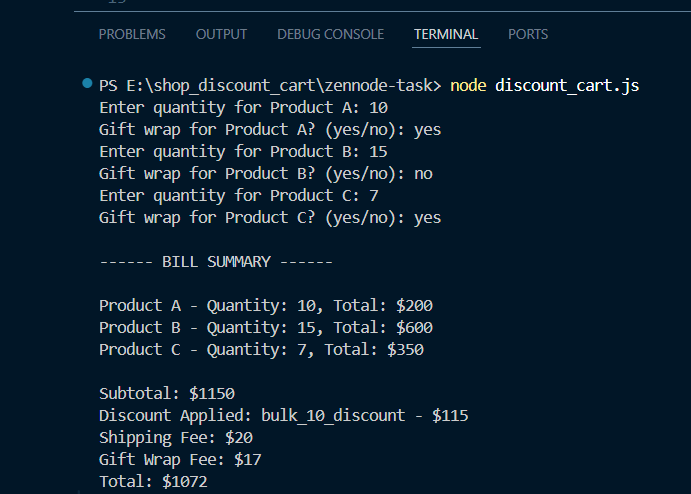 PROBLEMS OUTPUT DEBUG CONSOLE TERMINAL PORTS
PS E:\shop_discount_cart\zennode-task> node discount_cart.js
Enter quantity for Product A: 10
Gift wrap for Product A? (yes/no): yes
Enter quantity for Product B: 15
Gift wrap for Product B? (yes/no): no
Enter quantity for Product C: 7
Gift wrap for Product C? (yes/no): yes
------ BILL SUMMARY ------
Product A - Quantity: 10, Total: $200
Product B - Quantity: 15, Total: $600
Product C - Quantity: 7, Total: $350
Subtotal: $1150
Discount Applied: bulk_10_discount - $115
Shipping Fee: $20
Gift Wrap Fee: $17
Total: $1072